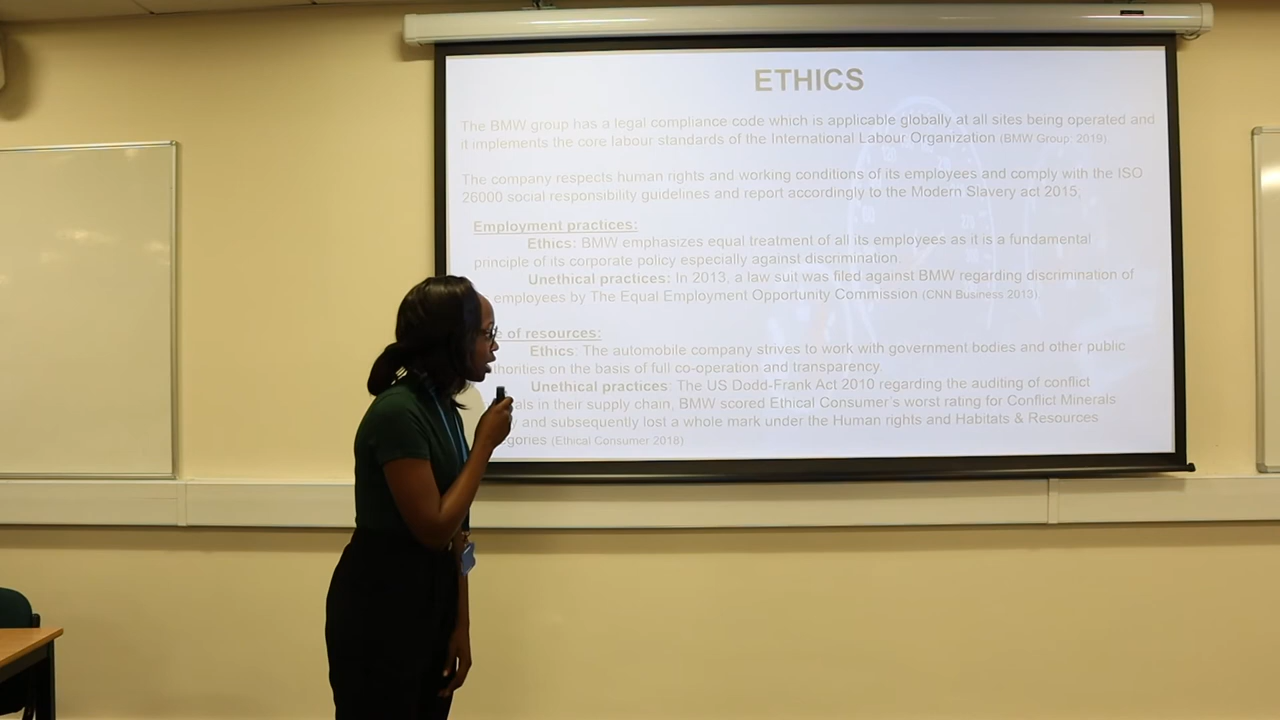 ETHICS
The BMW group has a legal compliance code which is applicable globally at all sites being operated and
it implements the core labour standards of the International Labour Organization (BMW Group; 2019).
The company respects human rights and working conditions of its employees and comply with the ISO
26000 social responsibility guidelines and report accordingly to the Modern Slavery act 2015;
Employment practices:
Ethics: BMW emphasizes equal treatment of all its employees as it is a fundamental
principle of its corporate policy especially against discrimination.
Unethical practices: In 2013, a law suit was filed against BMW regarding discrimination of
employees by The Equal Employment Opportunity Commission (CNN Business 2013).
of resources:
Ethics: The automobile company strives to work with government bodies and other public
on the basis of full co-operation and transparency.
Unethical practices: The US Dodd-Frank Act 2010 regarding the auditing of conflict
in their supply chain, BMW scored Ethical Consumer's worst rating for Conflict Minerals
and subsequently lost a whole mark under the Human rights and Habitats & Resources
(Ethical Consumer 2018)